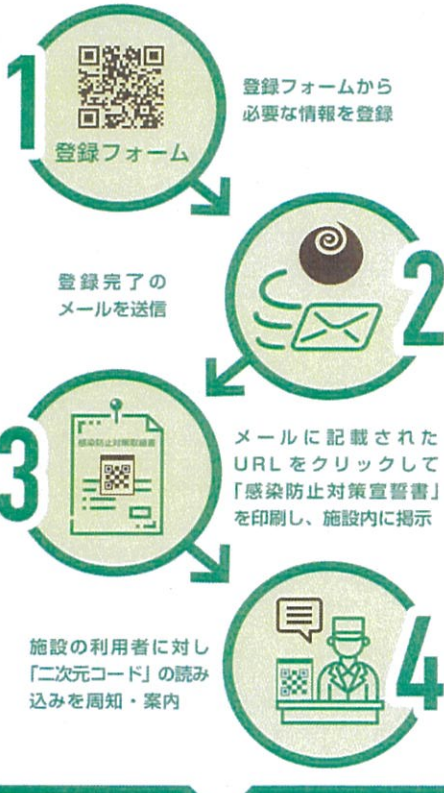 1
登録フォーム
登録フォームから
必要な情報を登録
2
登録完了の
メールを送信
3
感染防止対策取組書
メールに記載された
URLをクリックして
「感染防止対策宣誓書」
を印刷し、施設内に掲示
4
施設の利用者に対し
「二次元コード」の読み
込みを周知・案内